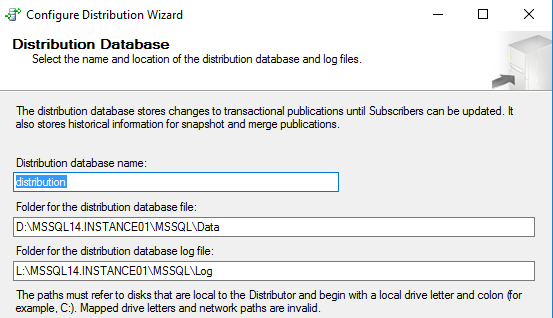 Configure Distribution Wizard
Distribution Database
Select the name and location of the distribution database and log files.
The distribution database stores changes to transactional publications until Subscribers can be updated. It
also stores historical information for snapshot and merge publications.
Distribution database name:
distribution
Folder for the distribution database file:
D:\MSSQL14.INSTANCE01\MSSQL\Data
Folder for the distribution database log file:
L:\MSSQL14.INSTANCE01\MSSQL\Log
The paths must refer to disks that are local to the Distributor and begin with a local drive letter and colon (for
example, C:). Mapped drive letters and network paths are invalid.